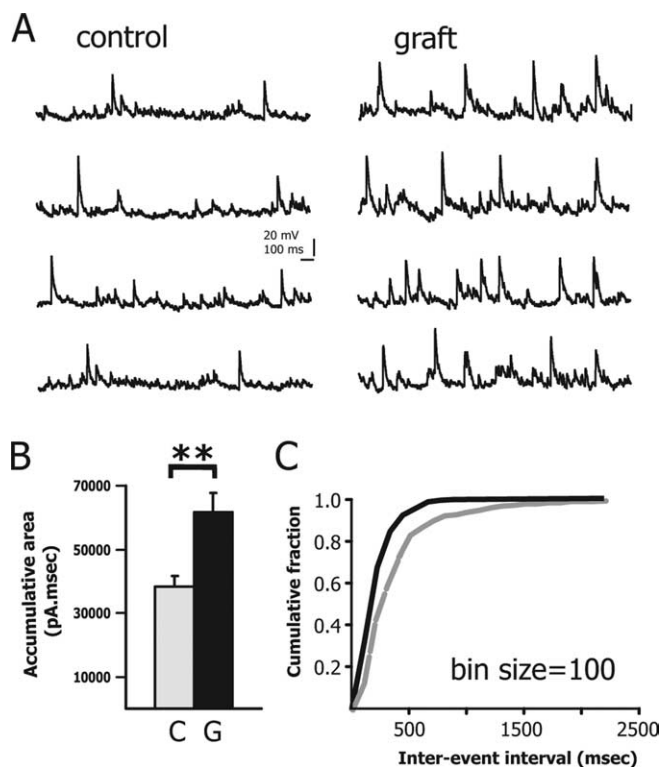 A
control
graft
20 mV
100 ms
B
**
Accumulative area
(pA.msec)
70000
50000
30000
10000
C G
C
Cumulative fraction
1.0
0.8
0.6
0.4
0.2
bin size=100
500 1500 2500
Inter-event interval (msec)